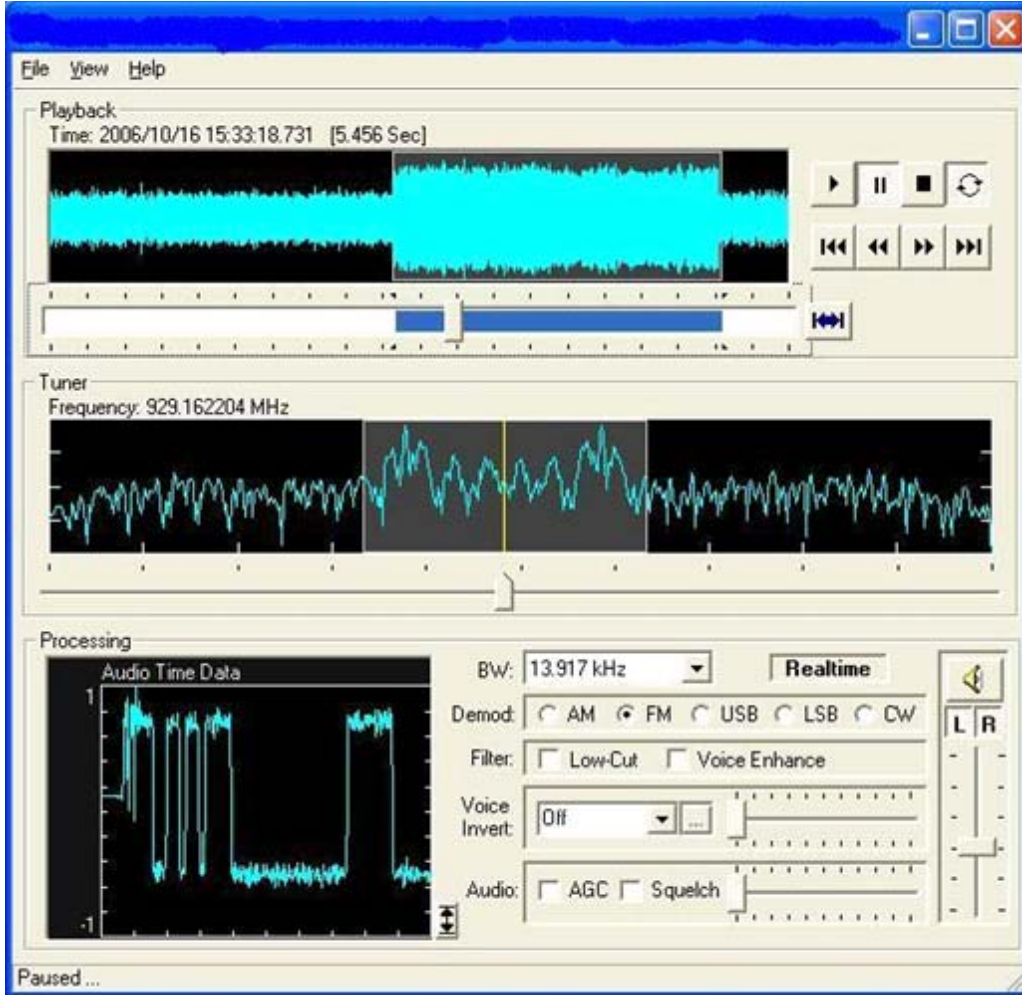 File View Help
Playback
Time: 2006/10/16 15:33:18.731 [5.456 Sec]
Tuner
Frequency: 929.162204 MHz
Processing
Audio Time Data
1
-1
BW: 13.917 kHz Realtime
Demod: AM FM USB LSB CW
Filter: Low-Cut Voice Enhance
Voice Invert: Off ...
Audio: AGC Squelch
L R
Paused ...